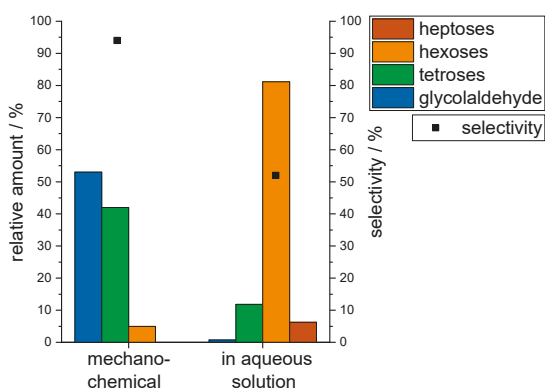 100
90
80
70
60
50
40
30
20
10
0
relative amount / %
100
90
80
70
60
50
40
30
20
10
0
selectivity / %
mechano-
chemical
in aqueous
solution
heptoses
hexoses
tetroses
glycolaldehyde
selectivity